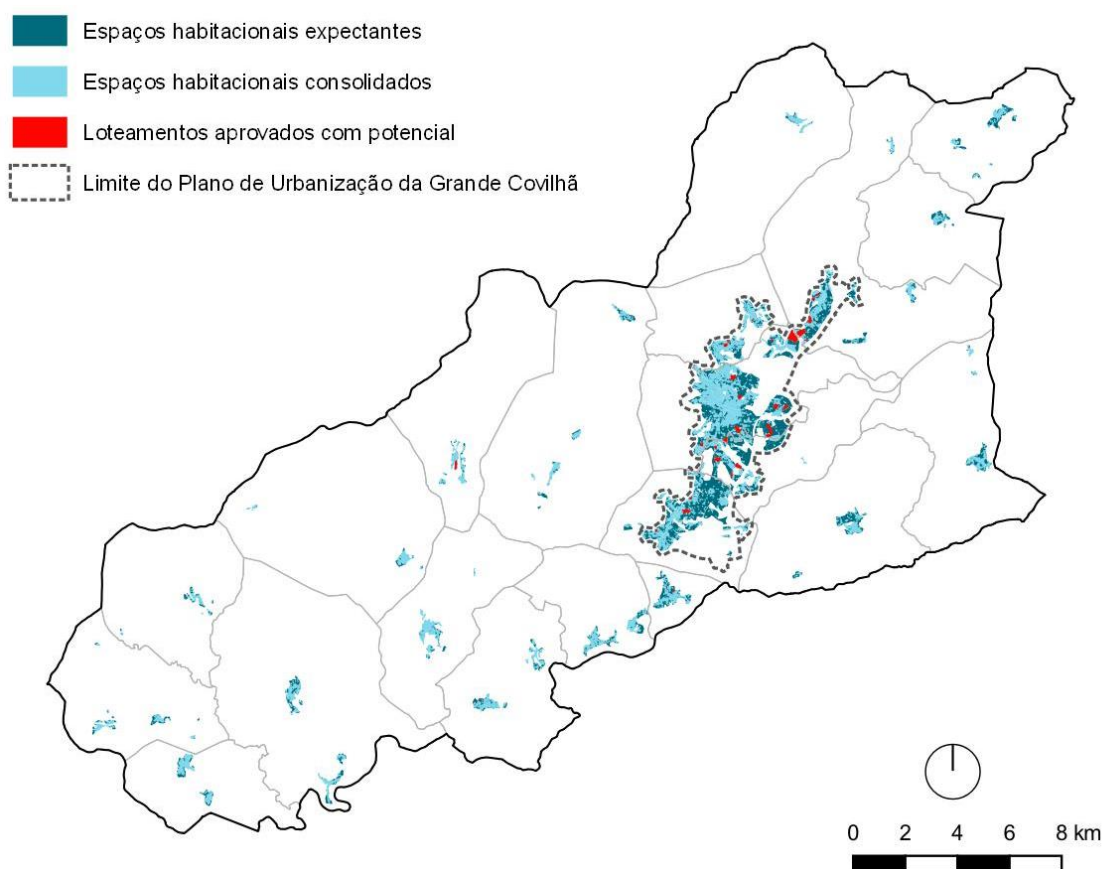 Espaços habitacionais expectantes
Espaços habitacionais consolidados
Loteamentos aprovados com potencial
Limite do Plano de Urbanização da Grande Covilhã
0 2 4 6 8 km